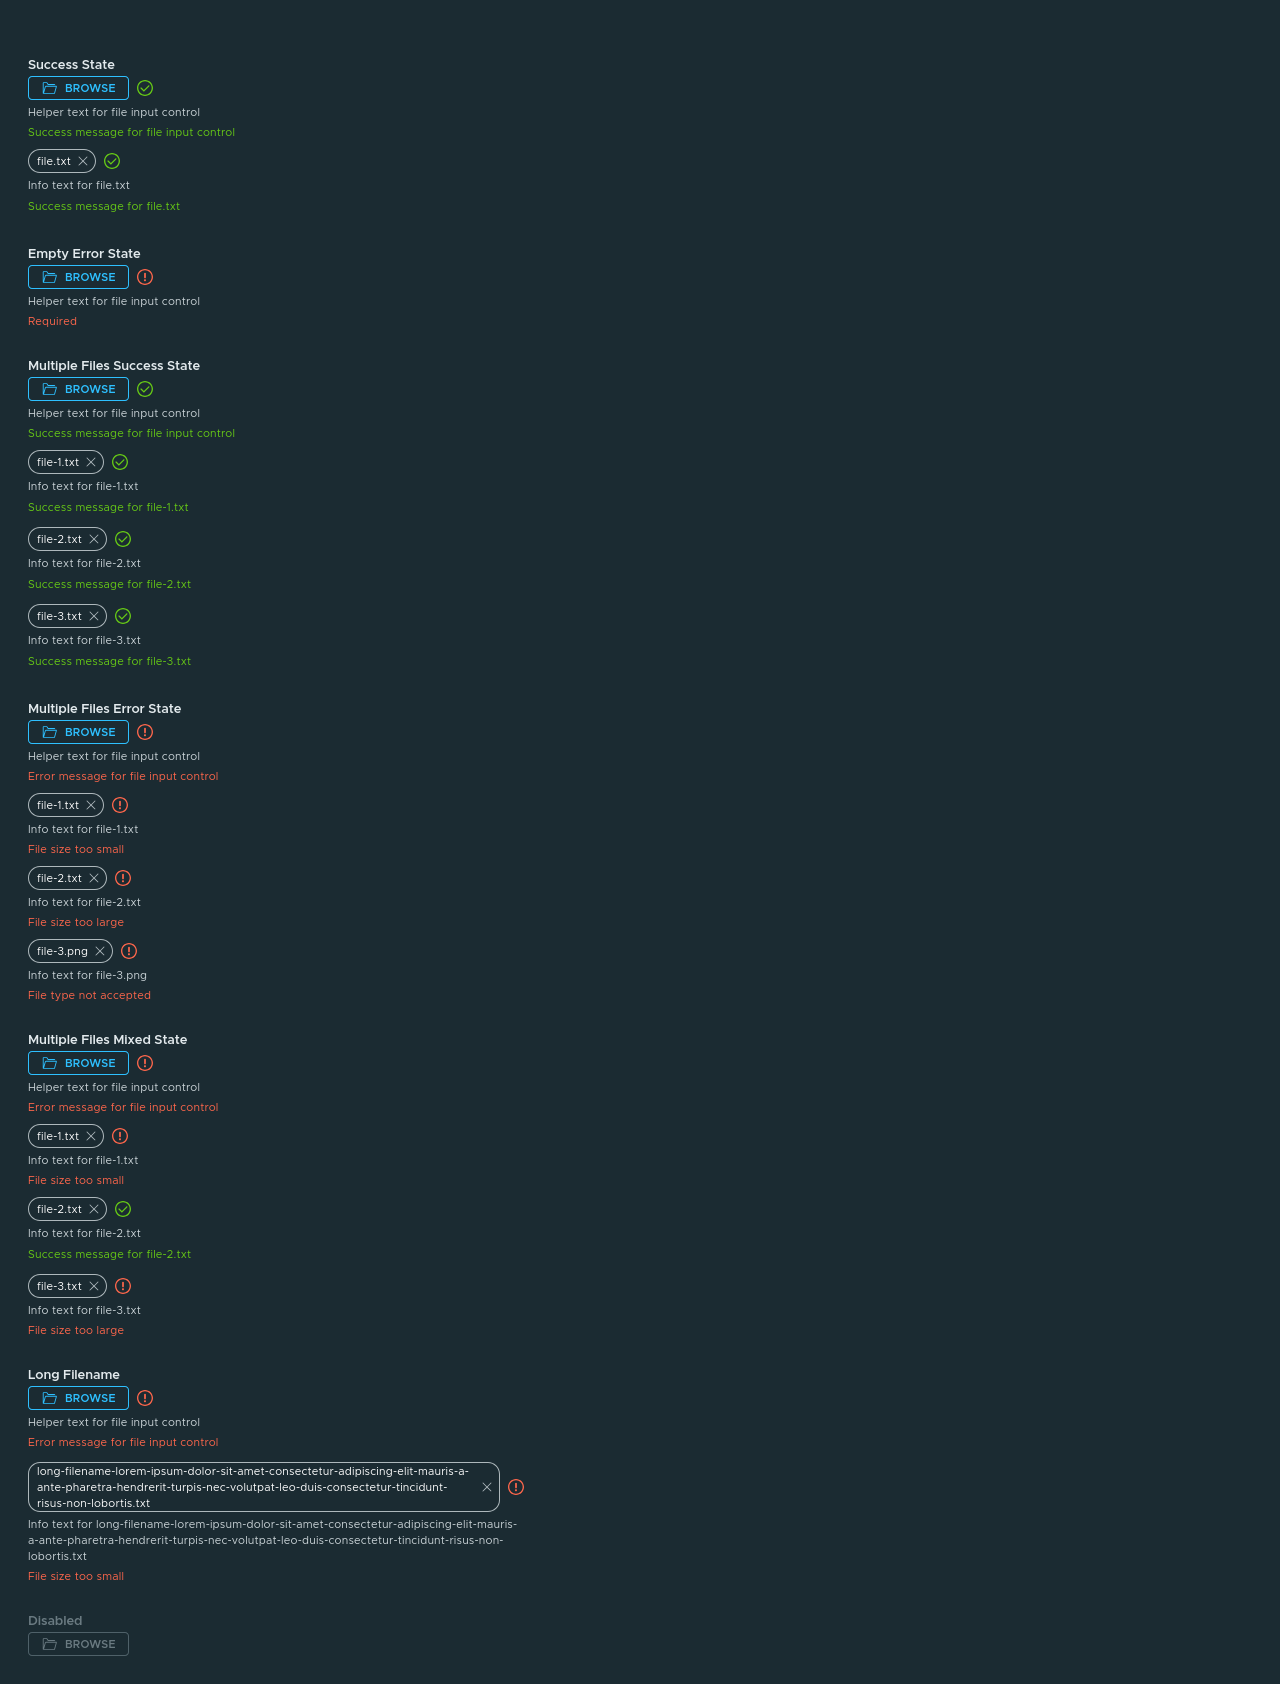 Success State
BROWSE
Helper text for file input control
Success message for file input control
file.txt
Info text for file.txt
Success message for file.txt
Empty Error State
BROWSE
Helper text for file input control
Required
Multiple Files Success State
BROWSE
Helper text for file input control
Success message for file input control
file-1.txt
Info text for file-1.txt
Success message for file-1.txt
file-2.txt
Info text for file-2.txt
Success message for file-2.txt
file-3.txt
Info text for file-3.txt
Success message for file-3.txt
Multiple Files Error State
BROWSE
Helper text for file input control
Error message for file input control
file-1.txt
Info text for file-1.txt
File size too small
file-2.txt
Info text for file-2.txt
File size too large
file-3.png
Info text for file-3.png
File type not accepted
Multiple Files Mixed State
BROWSE
Helper text for file input control
Error message for file input control
file-1.txt
Info text for file-1.txt
File size too small
file-2.txt
Info text for file-2.txt
Success message for file-2.txt
file-3.txt
Info text for file-3.txt
File size too large
Long Filename
BROWSE
Helper text for file input control
Error message for file input control
long-filename-lorem-ipsum-dolor-sit-amet-consectetur-adipiscing-elit-mauris-a-
ante-pharetra-hendrerit-turpis-nec-volutpat-leo-duis-consectetur-tincidunt-
risus-non-lobortis.txt
Info text for long-filename-lorem-ipsum-dolor-sit-amet-consectetur-adipiscing-elit-mauris-
a-ante-pharetra-hendrerit-turpis-nec-volutpat-leo-duis-consectetur-tincidunt-risus-non-
lobortis.txt
File size too small
Disabled
BROWSE